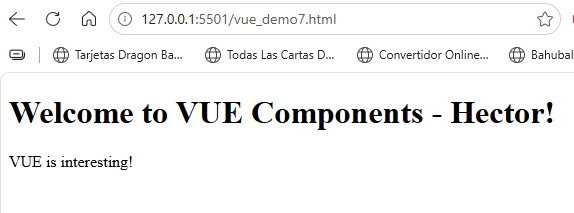 127.0.0.1:5501/vue_demo7.html
Tarjetas Dragon Ba... Todas Las Cartas D... Convertidor Online... Bahubal
Welcome to VUE Components - Hector!
VUE is interesting!